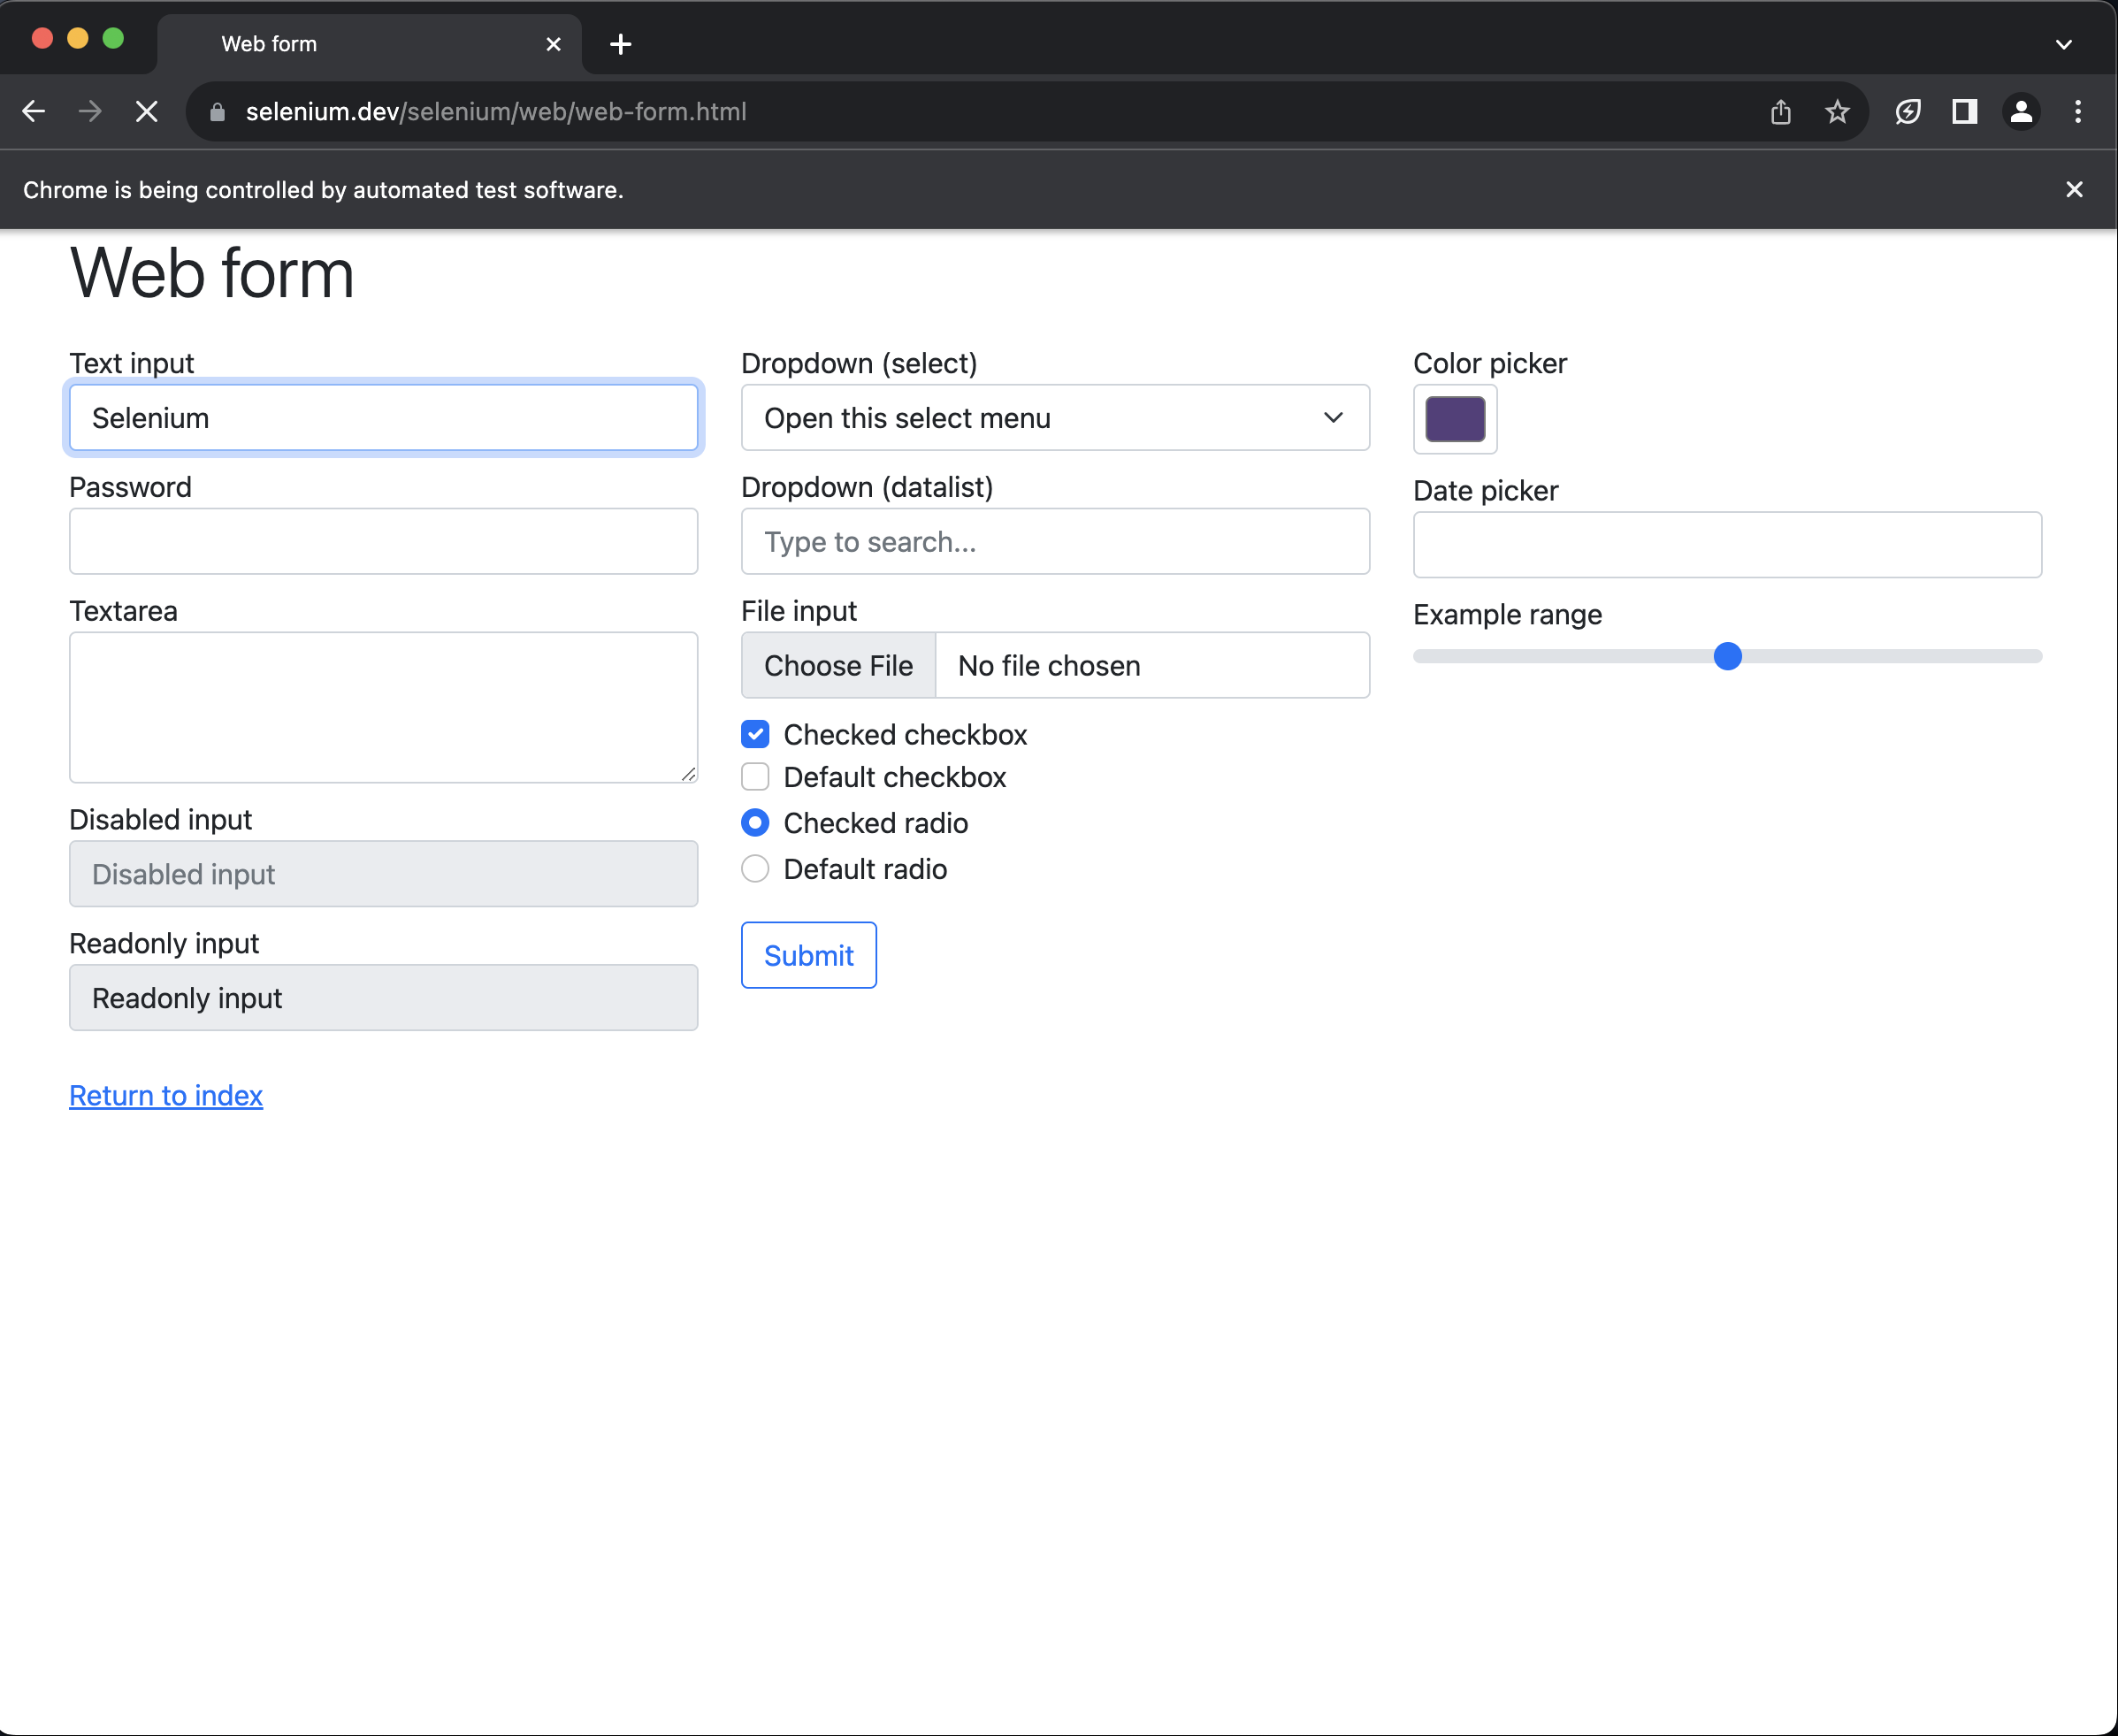 Web form
selenium.dev/selenium/web/web-form.html
Chrome is being controlled by automated test software.
Web form
Text input
Selenium
Password
Textarea
Disabled input
Disabled input
Readonly input
Readonly input
Return to index
Dropdown (select)
Open this select menu
Dropdown (datalist)
Type to search...
File input
Choose File No file chosen
Checked checkbox
Default checkbox
Checked radio
Default radio
Submit
Color picker
Date picker
Example range